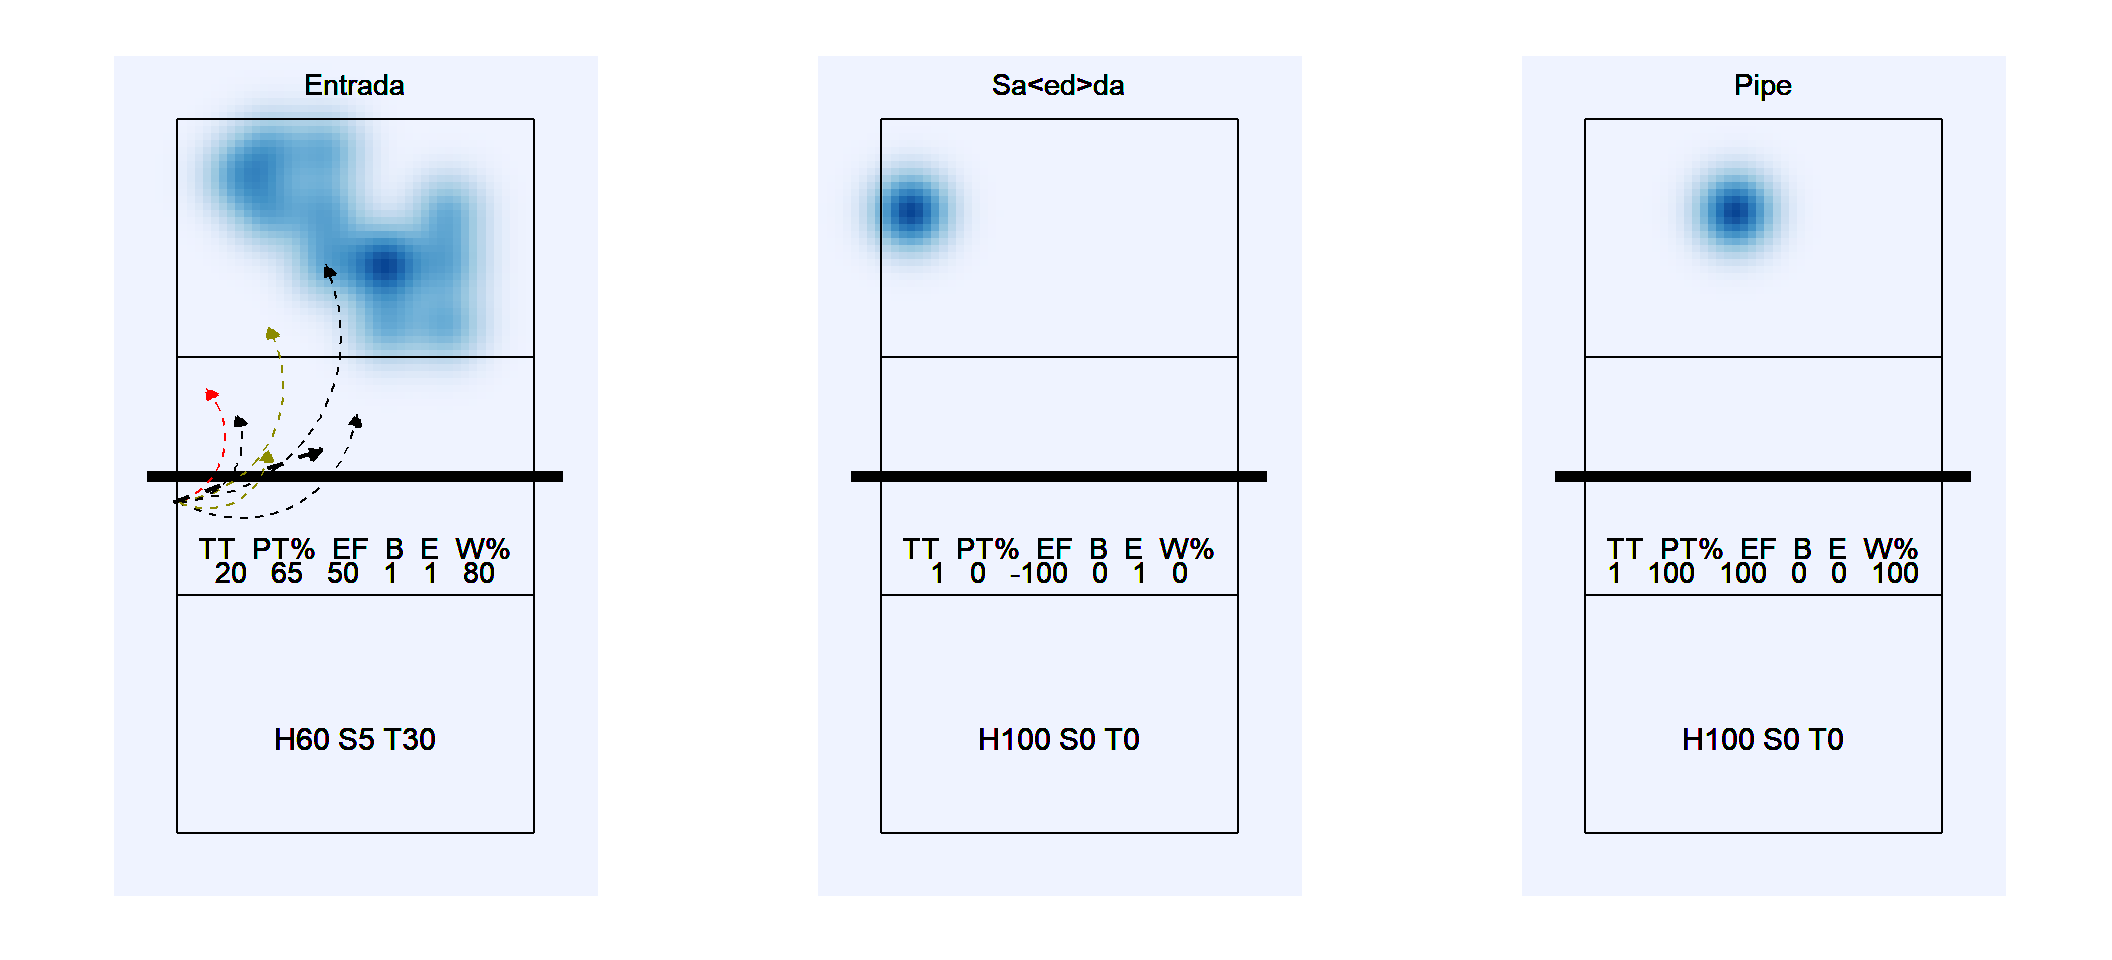 Entrada
TT PT% EF B E W%
20 65 50 1 1 80
H60 S5 T30
Sa<ed>da
TT PT% EF B E W%
1 0 -100 0 1 0
H100 S0 T0
Pipe
TT PT% EF B E W%
1 100 100 0 0 100
H100 S0 T0